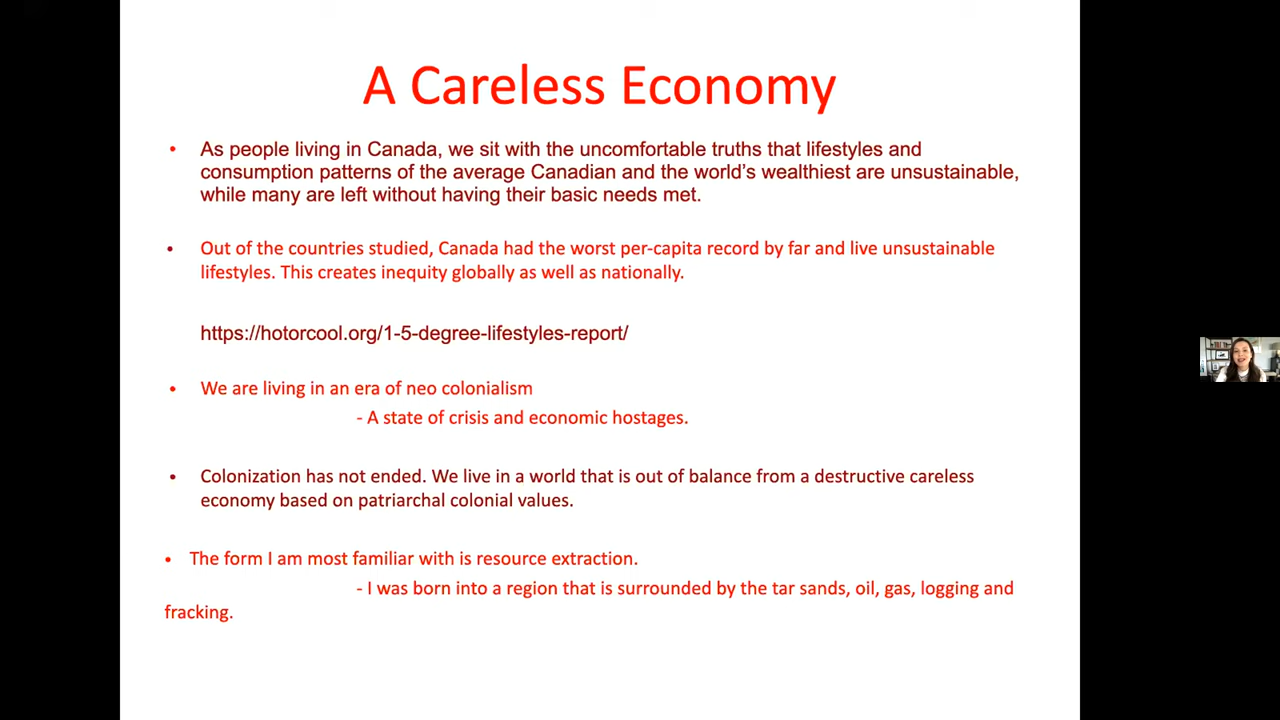 A Careless Economy
• As people living in Canada, we sit with the uncomfortable truths that lifestyles and
consumption patterns of the average Canadian and the world's wealthiest are unsustainable,
while many are left without having their basic needs met.
• Out of the countries studied, Canada had the worst per-capita record by far and live unsustainable
lifestyles. This creates inequity globally as well as nationally.
https://hotorcool.org/1-5-degree-lifestyles-report/
• We are living in an era of neo colonialism
- A state of crisis and economic hostages.
• Colonization has not ended. We live in a world that is out of balance from a destructive careless
economy based on patriarchal colonial values.
• The form I am most familiar with is resource extraction.
- I was born into a region that is surrounded by the tar sands, oil, gas, logging and
fracking.